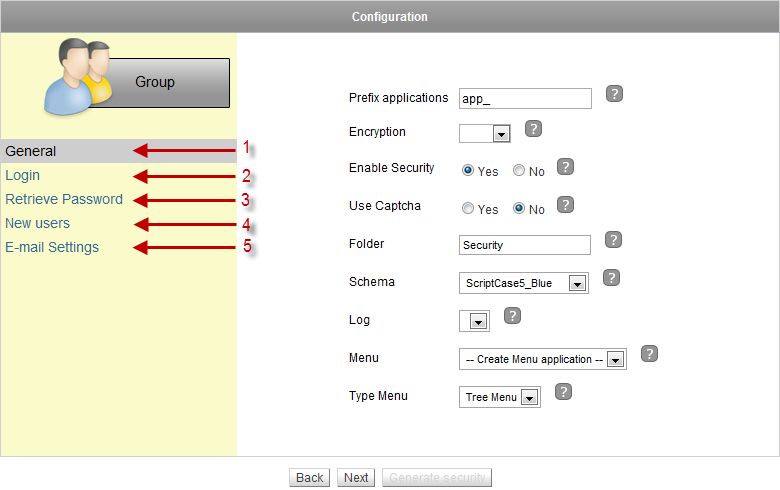 Configuration
Group
General 1
Login 2
Retrieve Password 3
New users 4
E-mail Settings 5
Prefix applications app_ ?
Encryption ?
Enable Security Yes No ?
Use Captcha Yes No ?
Folder Security ?
Schema ScriptCase5_Blue ?
Log ?
Menu -- Create Menu application -- ?
Type Menu Tree Menu ?
Back Next Generate security